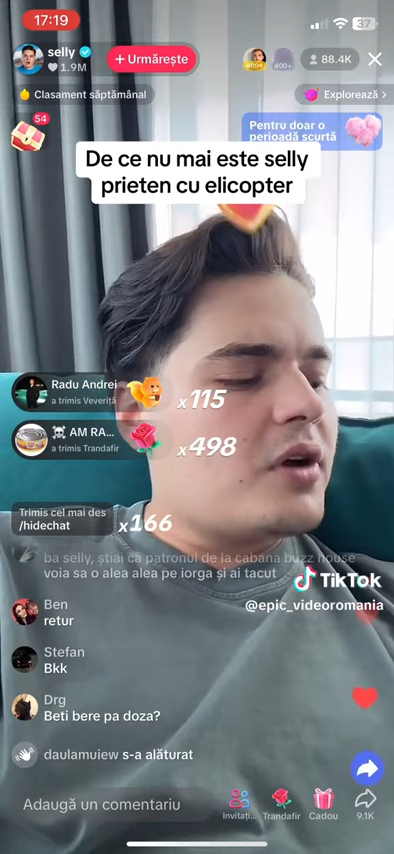 17:19
37
selly
1.9M
+ Urmărește
400+
400+
88.4K
Clasament săptămânal
Explorează >
54
Pentru doar o
perioadă scurtă
De ce nu mai este selly
prieten cu elicopter
Radu Andrei
a trimis Veveriță
x115
AM RA...
a trimis Trandafir
x498
Trimis cel mai des
/hidechat
x166
ba selly, știai că patronul de la cabana buzz house
voia sa o alea alea pe iorga și ai tacut
TikTok
@epic_videoromania
Ben
retur
Stefan
Bkk
Drg
Beti bere pa doza?
daulamuiew s-a alăturat
Adaugă un comentariu
Invitați...
Trandafir
Cadou
9.1K